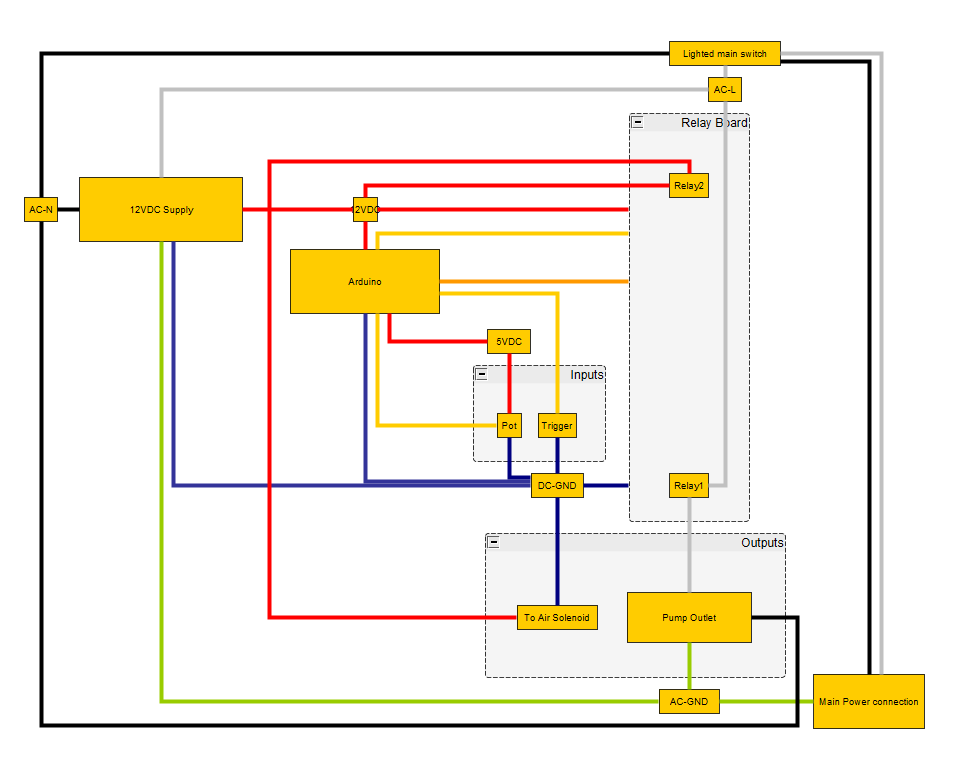 Lighted main switch
AC-L
Relay Board
Relay2
AC-N
12VDC Supply
12VDC
Arduino
5VDC
Inputs
Pot
Trigger
DC-GND
Relay1
Outputs
To Air Solenoid
Pump Outlet
AC-GND
Main Power connection